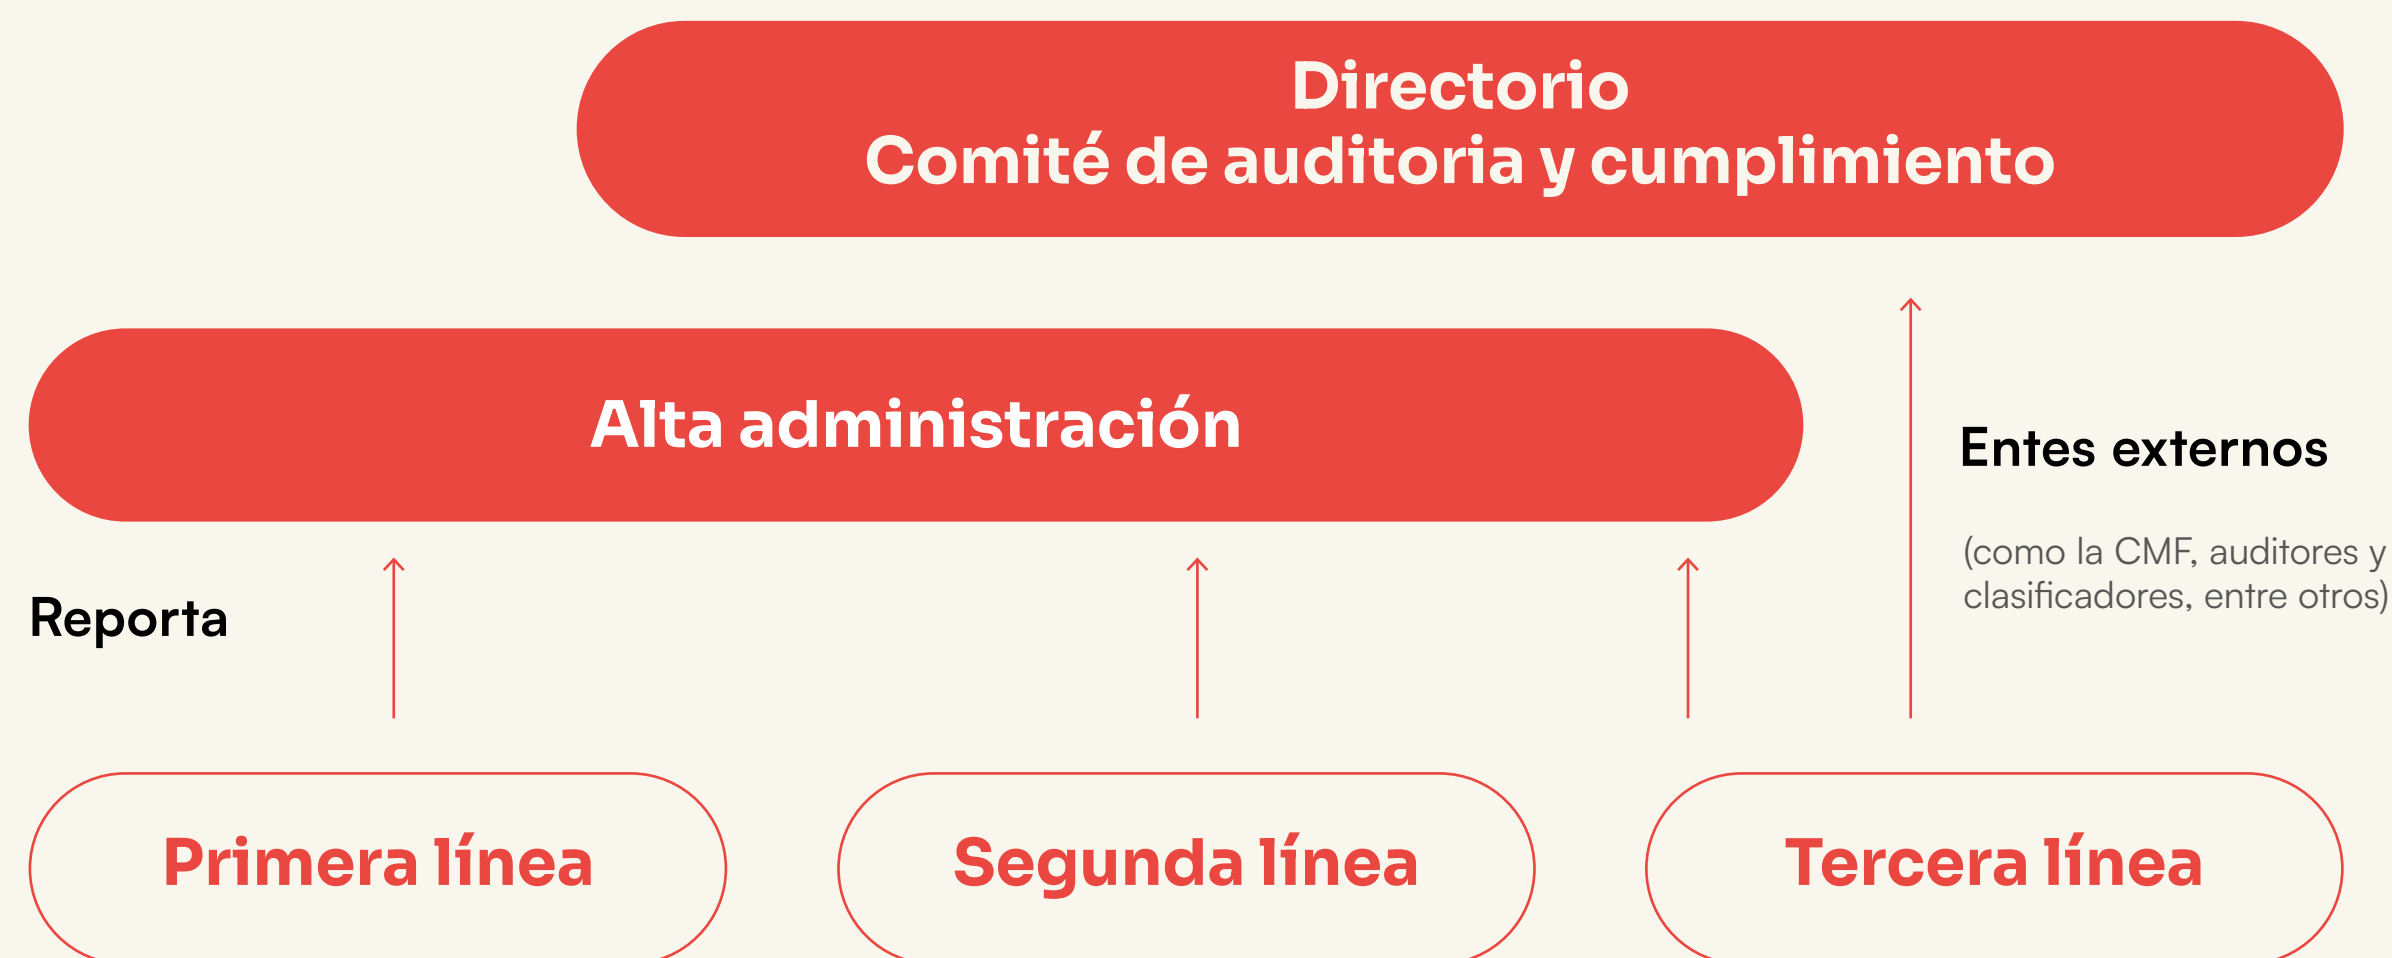 Directorio
Comité de auditoria y cumplimiento
Alta administración
Entes externos
(como la CMF, auditores y
clasificadores, entre otros)
Reporta
Primera línea
Segunda línea
Tercera línea